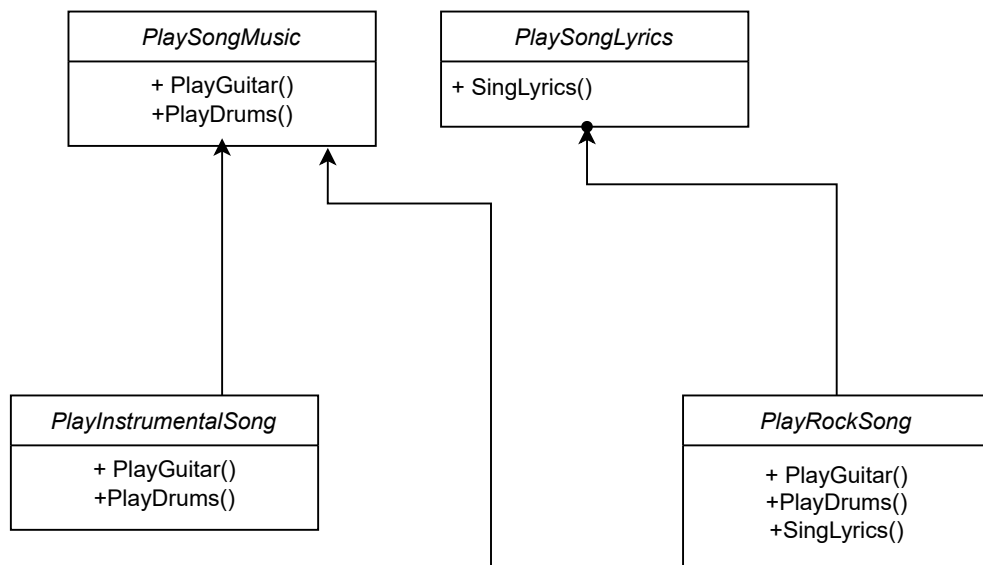 PlaySongMusic
+ PlayGuitar()
+PlayDrums()
PlaySongLyrics
+ SingLyrics()
PlayInstrumentalSong
+ PlayGuitar()
+PlayDrums()
PlayRockSong
+ PlayGuitar()
+PlayDrums()
+SingLyrics()